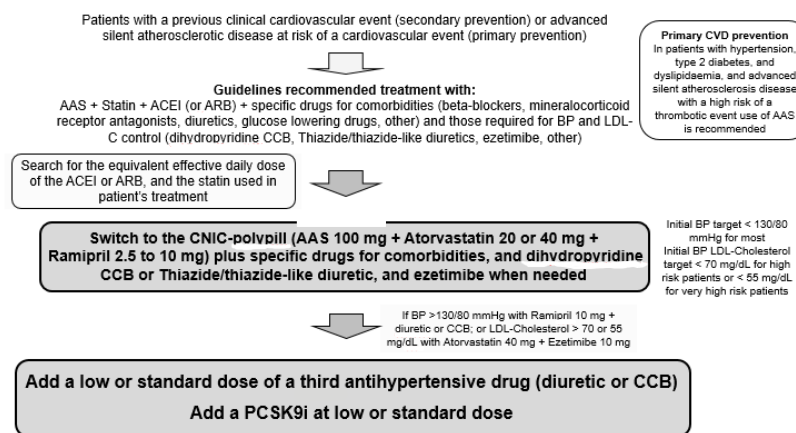 Patients with a previous clinical cardiovascular event (secondary prevention) or advanced
silent atherosclerotic disease at risk of a cardiovascular event (primary prevention)
Primary CVD prevention
In patients with hypertension,
type 2 diabetes, and
dyslipidaemia, and advanced
silent atherosclerosis disease
with a high risk of a
thrombotic event use of AAS
is recommended
Guidelines recommended treatment with:
AAS + Statin + ACEI (or ARB) + specific drugs for comorbidities (beta-blockers, mineralocorticoid
receptor antagonists, diuretics, glucose lowering drugs, other) and those required for BP and LDL-
C control (dihydropyridine CCB, Thiazide/thiazide-like diuretics, ezetimibe, other)
Search for the equivalent effective daily dose
of the ACEI or ARB, and the statin used in
patient's treatment
Switch to the CNIC-polypill (AAS 100 mg + Atorvastatin 20 or 40 mg +
Ramipril 2.5 to 10 mg) plus specific drugs for comorbidities, and dihydropyridine
CCB or Thiazide/thiazide-like diuretic, and ezetimibe when needed
Initial BP target < 130/80
mmHg for most
Initial BP LDL-Cholesterol
target < 70 mg/dL for high
risk patients or < 55 mg/dL
for very high risk patients
If BP >130/80 mmHg with Ramipril 10 mg +
diuretic or CCB; or LDL-Cholesterol > 70 or 55
mg/dL with Atorvastatin 40 mg + Ezetimibe 10 mg
Add a low or standard dose of a third antihypertensive drug (diuretic or CCB)
Add a PCSK9i at low or standard dose